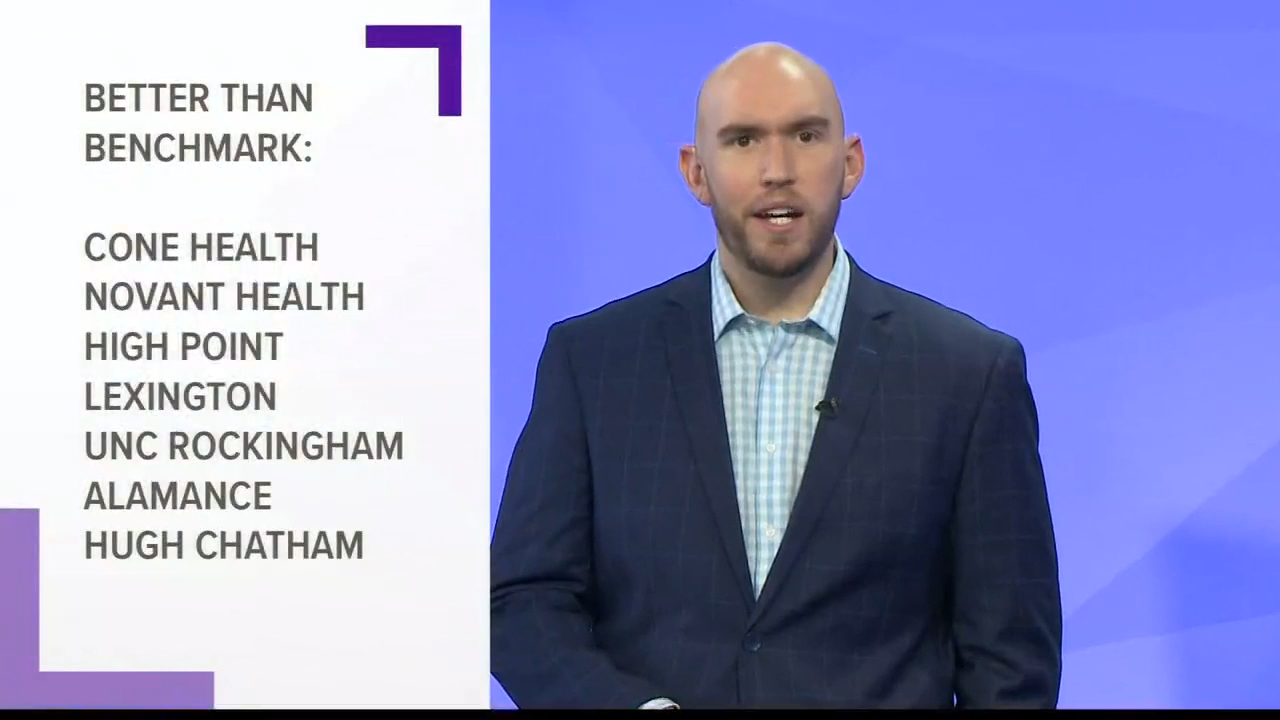 BETTER THAN
BENCHMARK:
CONE HEALTH
NOVANT HEALTH
HIGH POINT
LEXINGTON
UNC ROCKINGHAM
ALAMANCE
HUGH CHATHAM